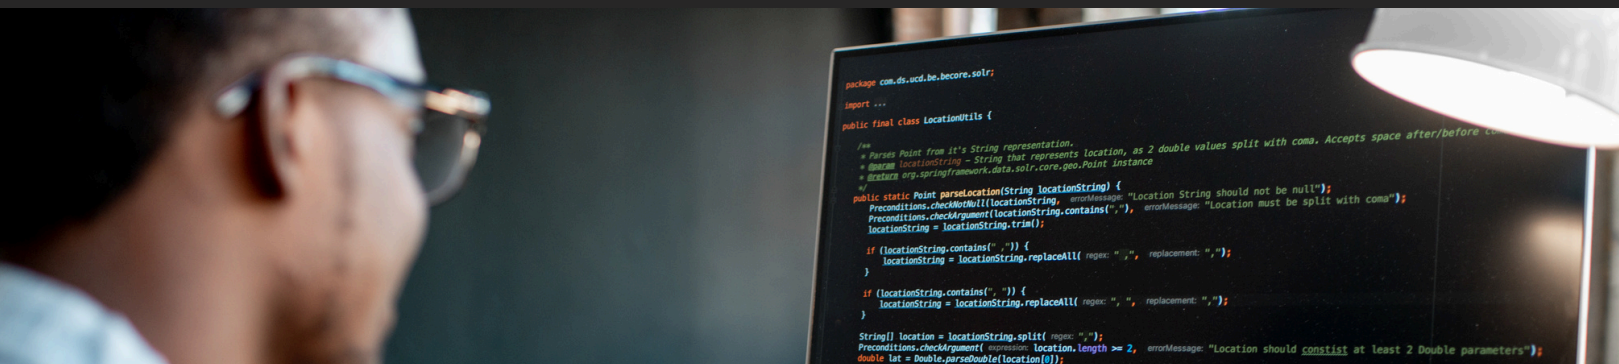 package com.ds.ucd.be.becore.solr;
import ...
public final class LocationUtils {
/**
* Parses Point from it's String representation.
* @param locationString - String that represents location, as 2 double values split with coma. Accepts space after/before
* @return org.springframework.data.solr.core.geo.Point instance
*/
public static Point parseLocation(String locationString) {
Preconditions.checkNotNull(locationString, errorMessage: "Location String should not be null");
Preconditions.checkArgument(locationString.contains(","), errorMessage: "Location must be split with coma");
locationString = locationString.trim();
if (locationString.contains(" ,")) {
locationString = locationString.replaceAll( regex: " ,", replacement: ",");
}
if (locationString.contains(", ")) {
locationString = locationString.replaceAll( regex: ", ", replacement: ",");
}
String[] location = locationString.split( regex: ",");
Preconditions.checkArgument( expression: location.length >= 2, errorMessage: "Location should constist at least 2 Double parameters");
double lat = Double.parseDouble(location[0]);